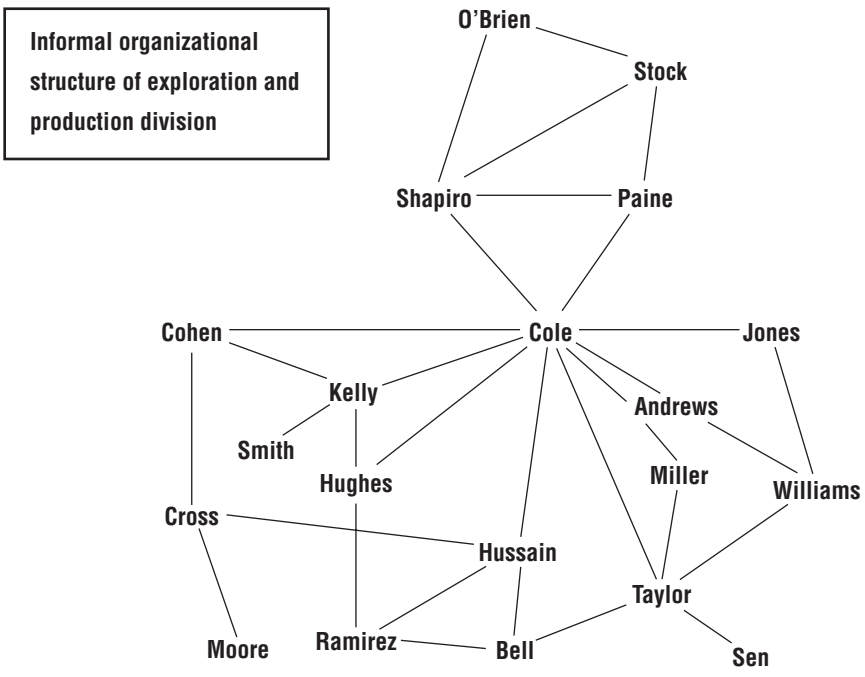 Informal organizational
structure of exploration and
production division
O’Brien
Stock
Shapiro
Paine
Cohen
Cole
Jones
Kelly
Andrews
Smith
Hughes
Miller
Williams
Cross
Hussain
Taylor
Moore
Ramirez
Bell
Sen